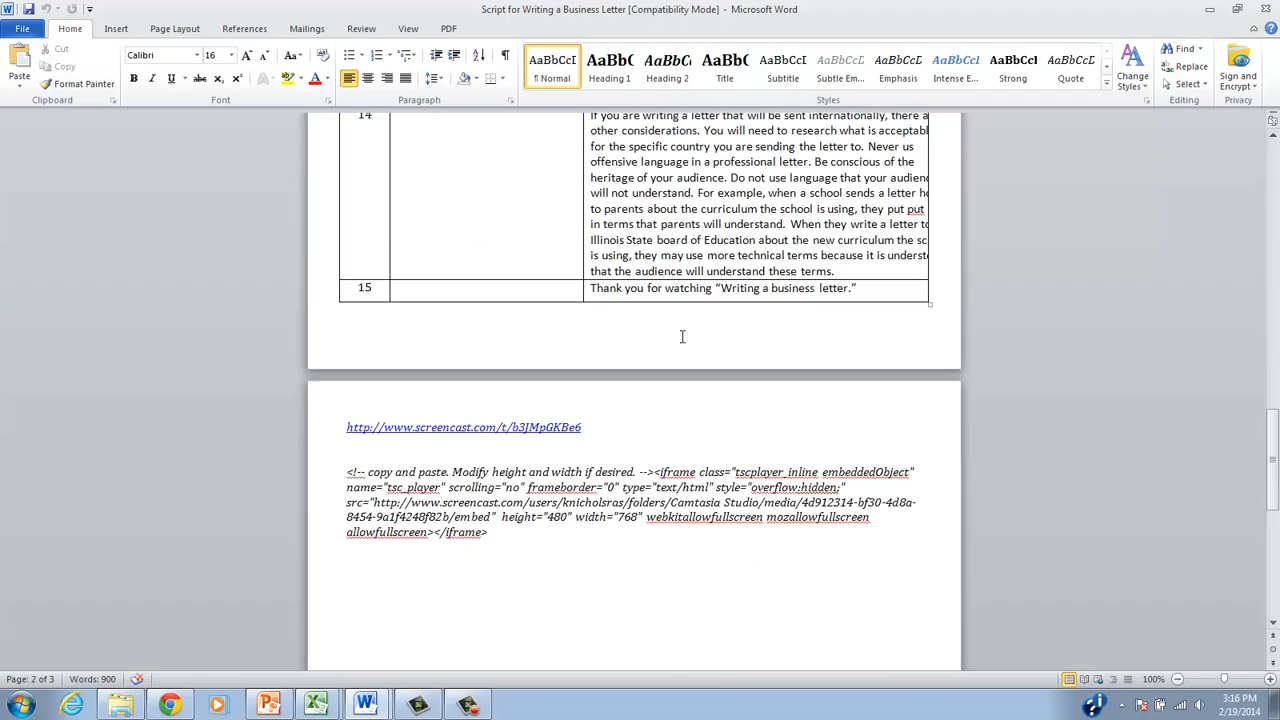 Script for Writing a Business Letter [Compatibility Mode] - Microsoft Word
File Home Insert Page Layout References Mailings Review View PDF
Paste
Cut
Copy
Format Painter
Clipboard
Calibri 16
Font
Paragraph
AaBbCcI AaBbC( AaBbC( AaBbC( AaBbCcI AaBbCcDc AaBbCcDc AaBbCcDc AaBbCcDc AaBbCcDc
¶ Normal Heading 1 Heading 2 Title Subtitle Subtle Em... Emphasis Intense E... Strong Quote
Styles
Change Styles
Find
Replace
Select
Editing
Sign and Encrypt
Privacy
14
If you are writing a letter that will be sent internationally, there a
other considerations. You will need to research what is acceptabl
for the specific country you are sending the letter to. Never us
offensive language in a professional letter. Be conscious of the
heritage of your audience. Do not use language that your audien
will not understand. For example, when a school sends a letter h
to parents about the curriculum the school is using, they put put
in terms that parents will understand. When they write a letter to
Illinois State board of Education about the new curriculum the sc
is using, they may use more technical terms because it is underst
that the audience will understand these terms.
15 Thank you for watching “Writing a business letter.”
http://www.screencast.com/t/b3JMpGKBe6
<!-- copy and paste. Modify height and width if desired. --><iframe class="tscplayer_inline embeddedObject"
name="tsc_player" scrolling="no" frameborder="0" type="text/html" style="overflow:hidden;"
src="http://www.screencast.com/users/knicholsras/folders/Camtasia Studio/media/4d912314-bf30-4d8a-
8454-9a1f4248f82b/embed" height="480" width="768" webkitallowfullscreen mozallowfullscreen
allowfullscreen></iframe>
Page: 2 of 3 Words: 900 100%
3:16 PM
2/19/2014